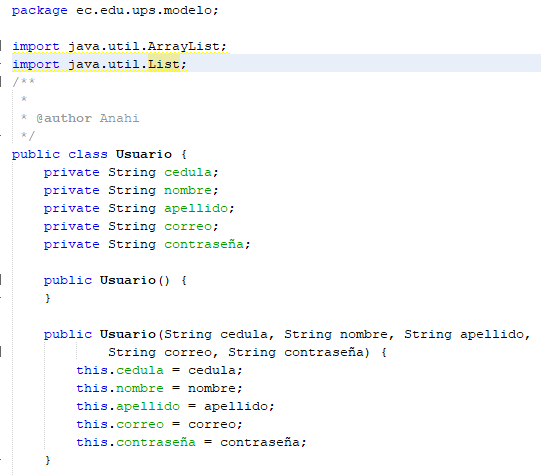 package ec.edu.ups.modelo;
import java.util.ArrayList;
import java.util.List;
/**
*
* @author Anahi
*/
public class Usuario {
private String cedula;
private String nombre;
private String apellido;
private String correo;
private String contraseña;
public Usuario() {
}
public Usuario(String cedula, String nombre, String apellido,
String correo, String contraseña) {
this.cedula = cedula;
this.nombre = nombre;
this.apellido = apellido;
this.correo = correo;
this.contraseña = contraseña;
}